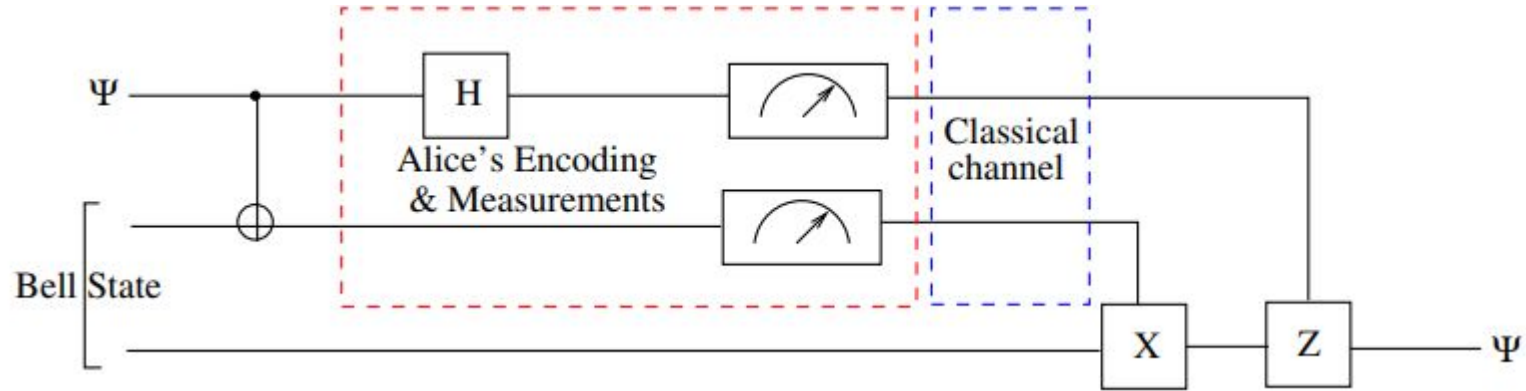 Ψ
H
Alice's Encoding
& Measurements
Classical
channel
Bell State
X
Z
Ψ